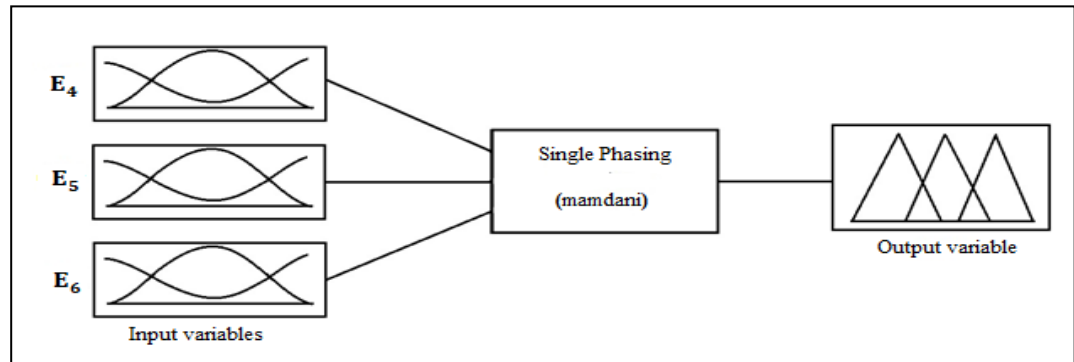 E4
E5
E6
Input variables
Single Phasing
(mamdani)
Output variable